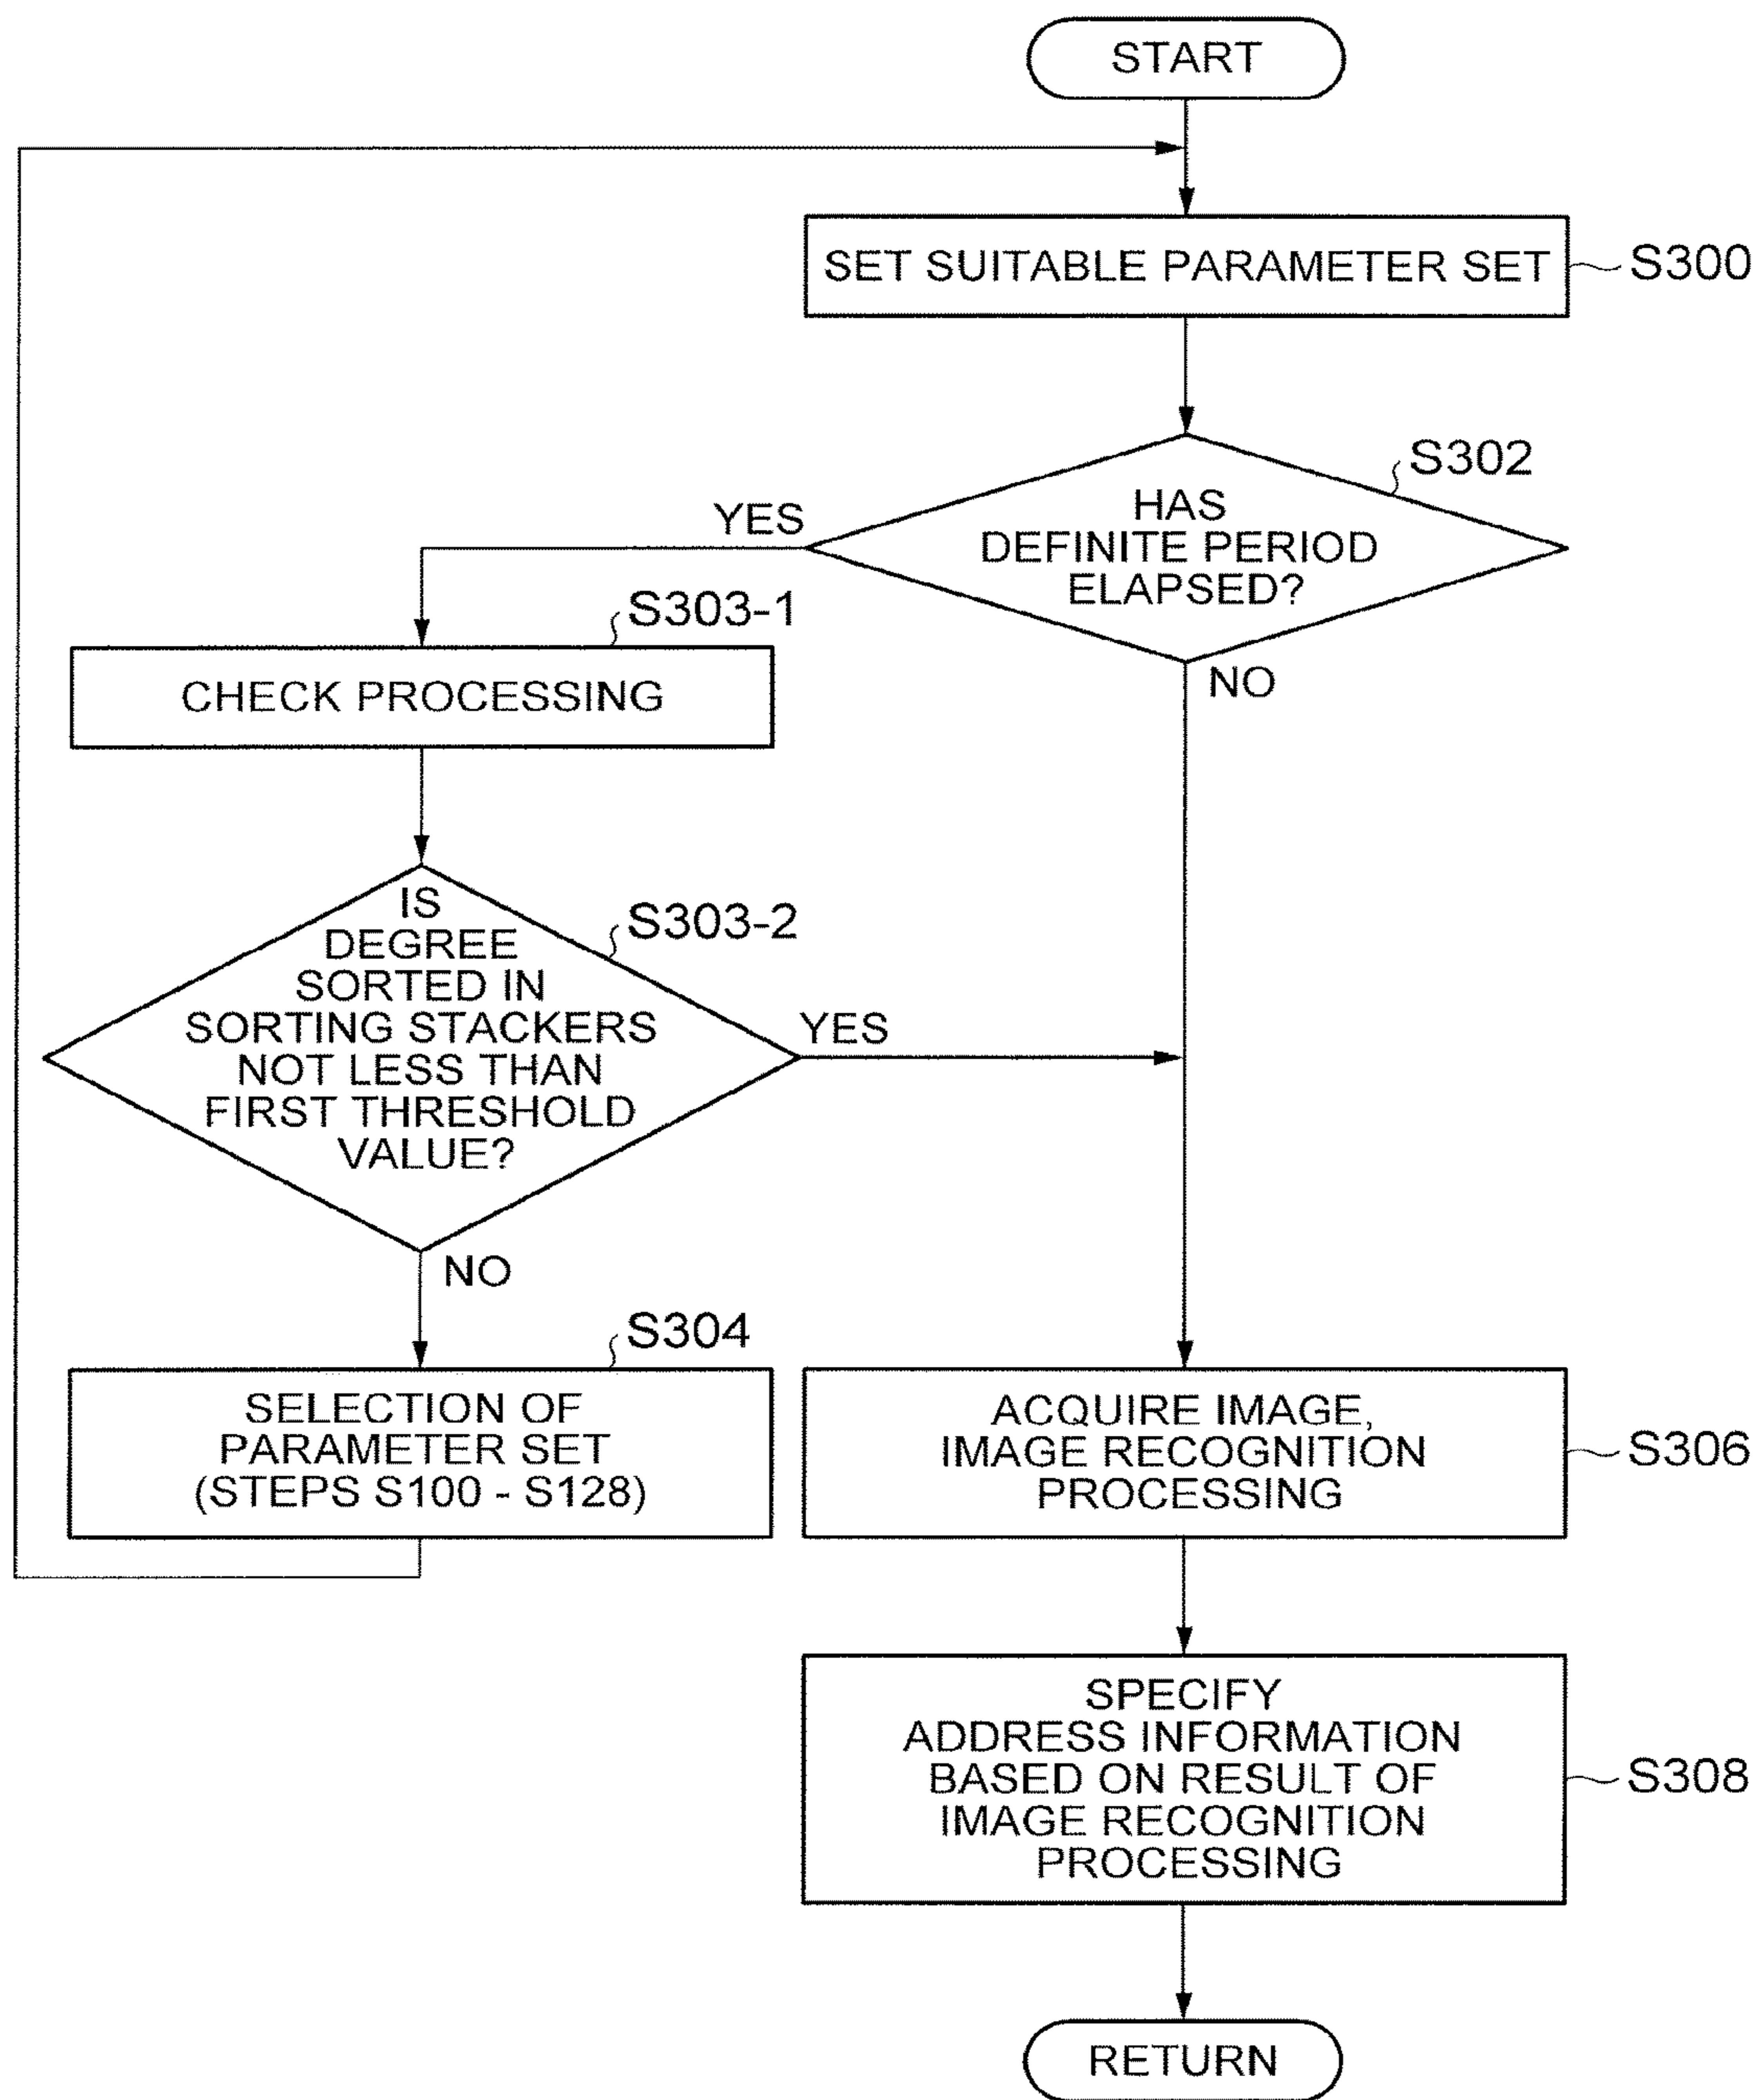 START
SET SUITABLE PARAMETER SET
S300
S302
HAS
DEFINITE PERIOD
ELAPSED?
YES
NO
S303-1
CHECK PROCESSING
S303-2
IS
DEGREE
SORTED IN
SORTING STACKERS
NOT LESS THAN
FIRST THRESHOLD
VALUE?
YES
NO
S304
SELECTION OF
PARAMETER SET
(STEPS S100 - S128)
ACQUIRE IMAGE,
IMAGE RECOGNITION
PROCESSING
S306
SPECIFY
ADDRESS INFORMATION
BASED ON RESULT OF
IMAGE RECOGNITION
PROCESSING
S308
RETURN